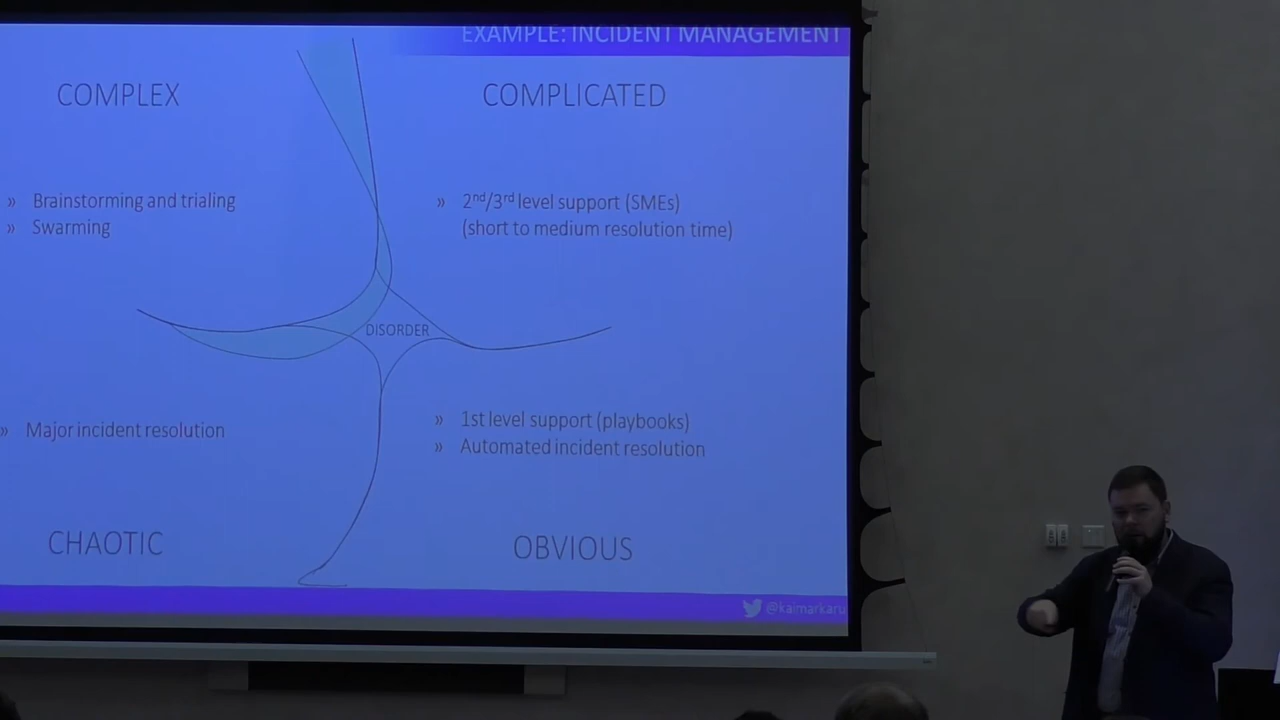 EXAMPLE: INCIDENT MANAGEMENT
COMPLEX
COMPLICATED
» Brainstorming and trialing
» Swarming
» 2nd/3rd level support (SMEs)
(short to medium resolution time)
DISORDER
» Major incident resolution
» 1st level support (playbooks)
» Automated incident resolution
CHAOTIC
OBVIOUS
@kaimarkaru